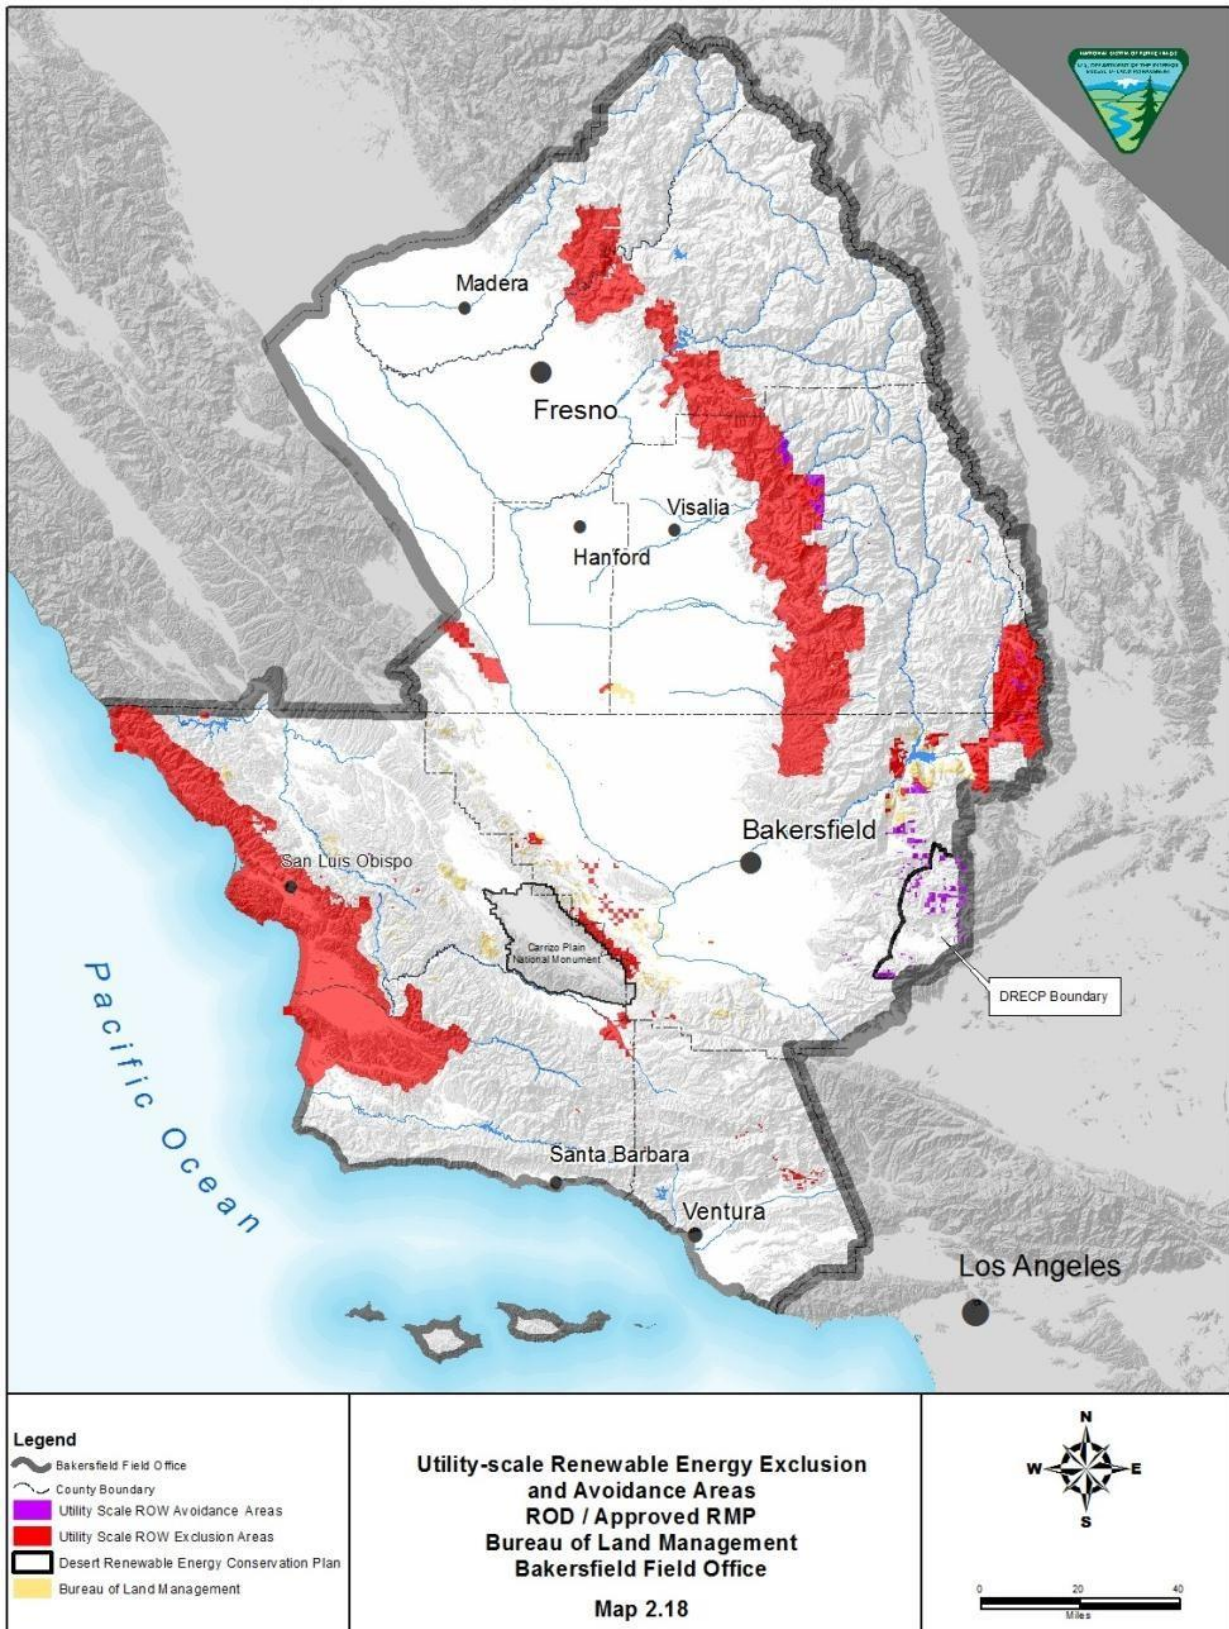 Madera
Fresno
Visalia
Hanford
Bakersfield
San Luis Obispo
Carrizo Plain
National Monument
DRECP Boundary
Pacific Ocean
Santa Barbara
Ventura
Los Angeles
Legend
Bakersfield Field Office
County Boundary
Utility Scale ROW Avoidance Areas
Utility Scale ROW Exclusion Areas
Desert Renewable Energy Conservation Plan
Bureau of Land Management
Utility-scale Renewable Energy Exclusion
and Avoidance Areas
ROD / Approved RMP
Bureau of Land Management
Bakersfield Field Office
Map 2.18
N
W E
S
0 20 40
Miles